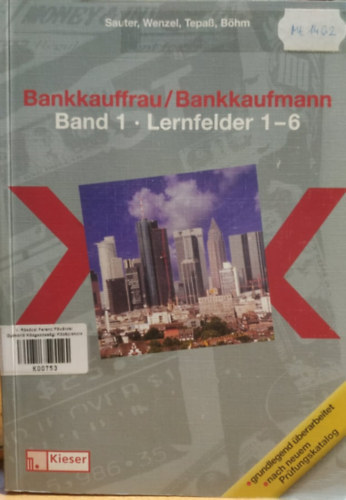 Sauter, Wenzel, Tepaß, Böhm
Bankkauffrau/Bankkaufmann
Band 1 · Lernfelder 1–6
grundlegend überarbeitet
nach neuem
Prüfungskatalog
Kieser